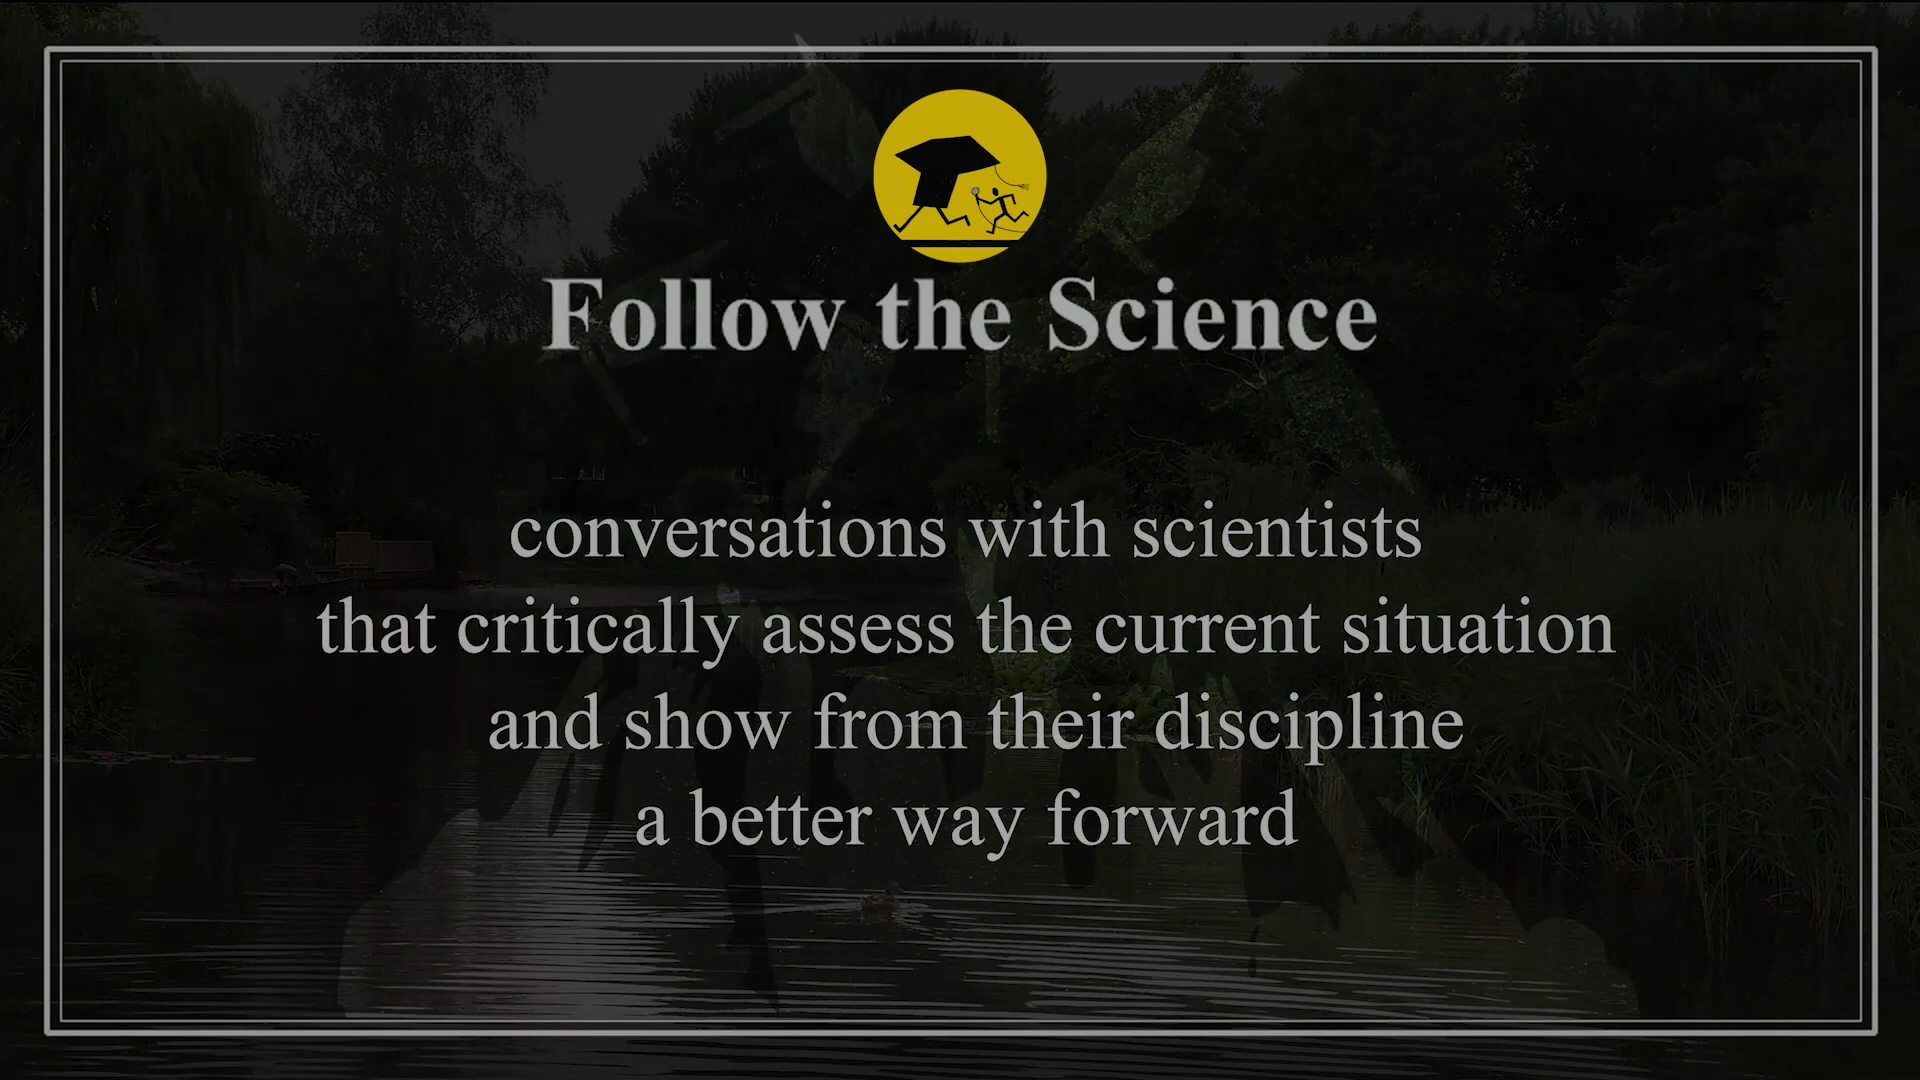 Follow the Science
conversations with scientists
that critically assess the current situation
and show from their discipline
a better way forward